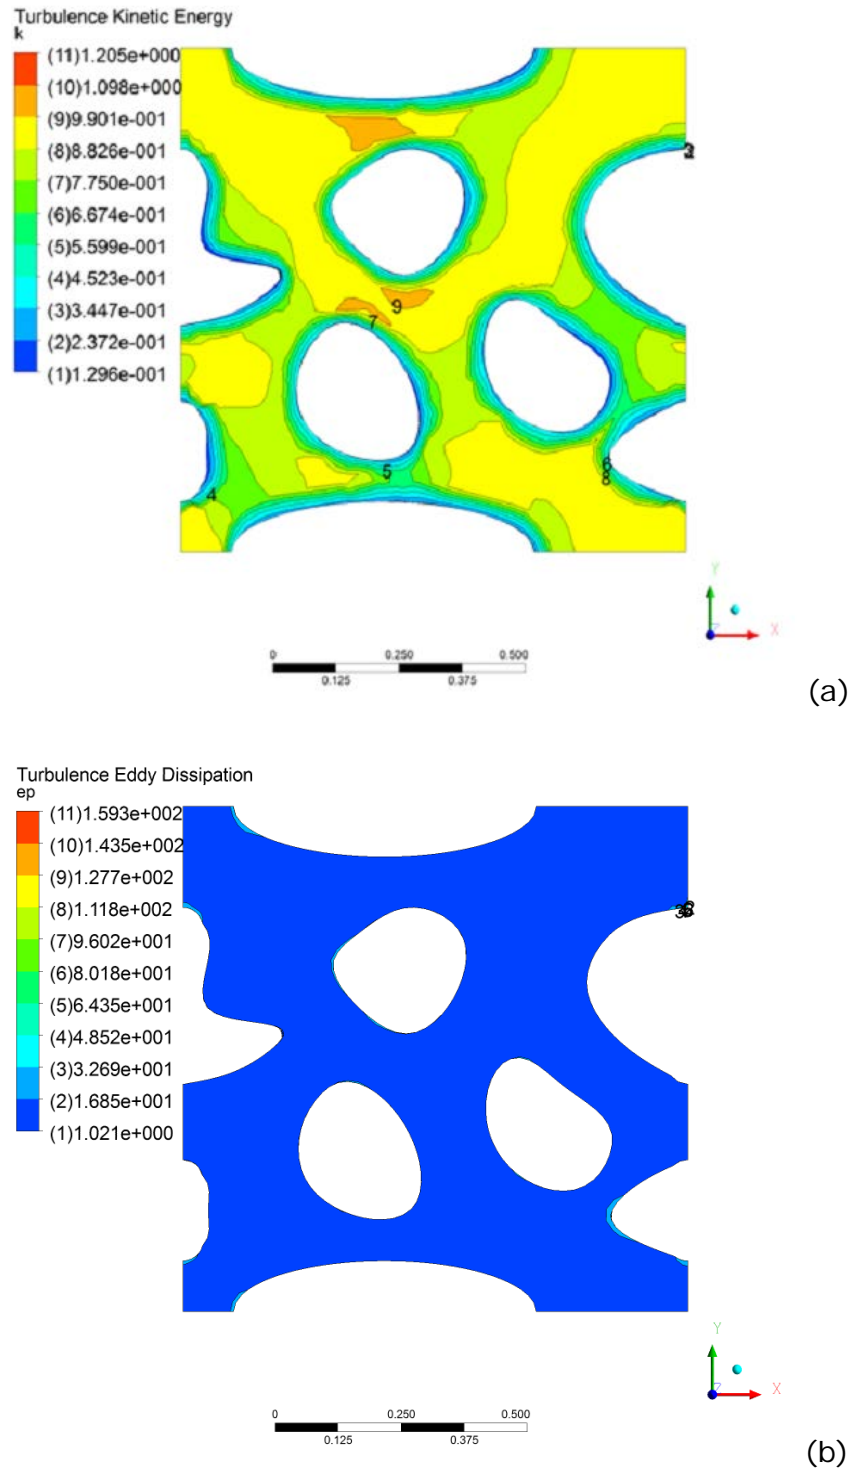 Turbulence Kinetic Energy
k
(11)1.205e+000
(10)1.098e+000
(9)9.901e-001
(8)8.826e-001
(7)7.750e-001
(6)6.674e-001
(5)5.599e-001
(4)4.523e-001
(3)3.447e-001
(2)2.372e-001
(1)1.296e-001
9
7
5
6
4
8
Y
X
0 0.250 0.500
0.125 0.375
(a)
Turbulence Eddy Dissipation
ep
(11)1.593e+002
(10)1.435e+002
(9)1.277e+002
(8)1.118e+002
(7)9.602e+001
(6)8.018e+001
(5)6.435e+001
(4)4.852e+001
(3)3.269e+001
(2)1.685e+001
(1)1.021e+000
Y
X
0 0.250 0.500
0.125 0.375
(b)